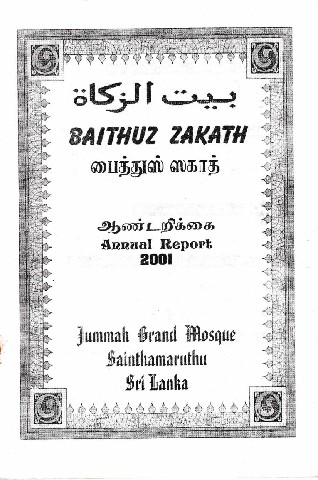 بيت الزكاة
BAITHUZ ZAKATH
பைத்துஸ் ஸகாத்
ஆண்டறிக்கை
Annual Report
2001
Jummah Grand Mosque
Sainthamaruthu
Sri Lanka